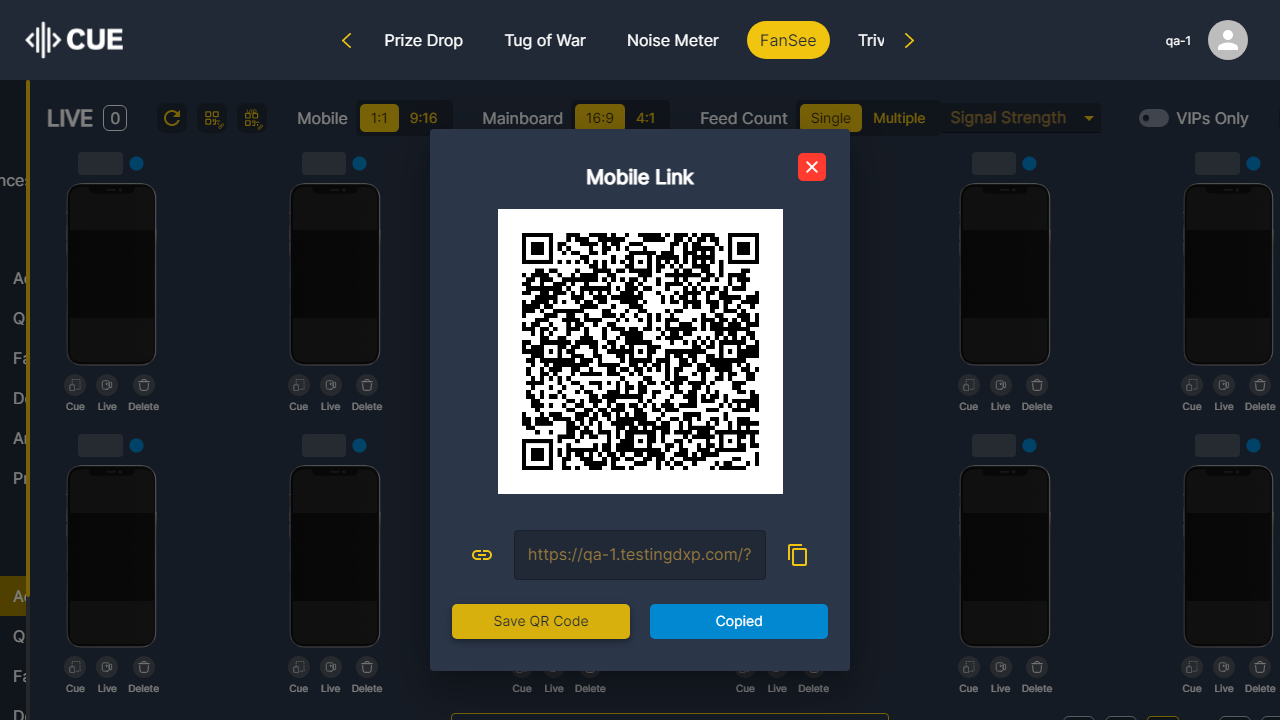 CUE
Prize Drop
Tug of War
Noise Meter
FanSee
Triv
qa-1
LIVE 0
Mobile 1:1 9:16
Mainboard 16:9 4:1
Feed Count Single Multiple
Signal Strength
VIPs Only
nces
Mobile Link
Ac
Q
Fa
De
An
Pr
Cue Live Delete
Cue Live Delete
Cue Live Delete
Cue Live Delete
https://qa-1.testingdxp.com/?
Save QR Code
Copied
Ac
Q
Fa
Cue Live Delete
Cue Live Delete
Cue Live Delete
Cue Live Delete
Cue Live Delete
Cue Live Delete